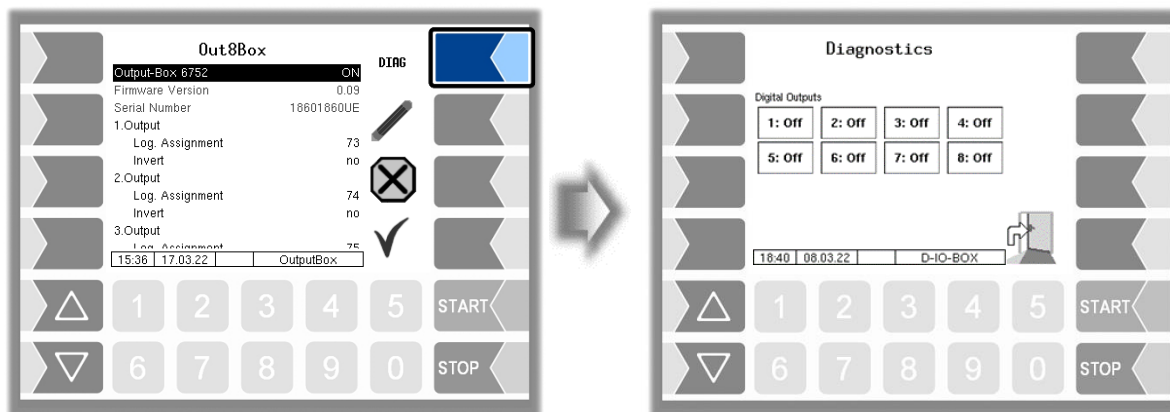 Out8Box
DIAG
Output-Box 6752 ON
Firmware Version 0.09
Serial Number 18601860UE
1.Output
Log. Assignment 73
Invert no
2.Output
Log. Assignment 74
Invert no
3.Output
Log. Assignment 75
15:36 17.03.22 OutputBox
1 2 3 4 5 START
6 7 8 9 0 STOP
Diagnostics
Digital Outputs
1: Off 2: Off 3: Off 4: Off
5: Off 6: Off 7: Off 8: Off
18:40 08.03.22 D-IO-BOX
1 2 3 4 5 START
6 7 8 9 0 STOP